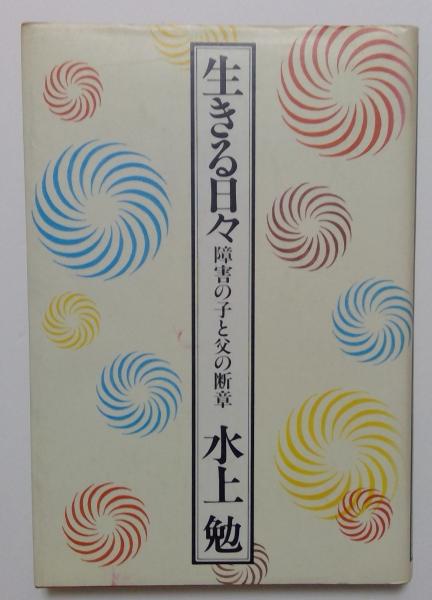 生きる日々
障害の子と父の断章
水上勉